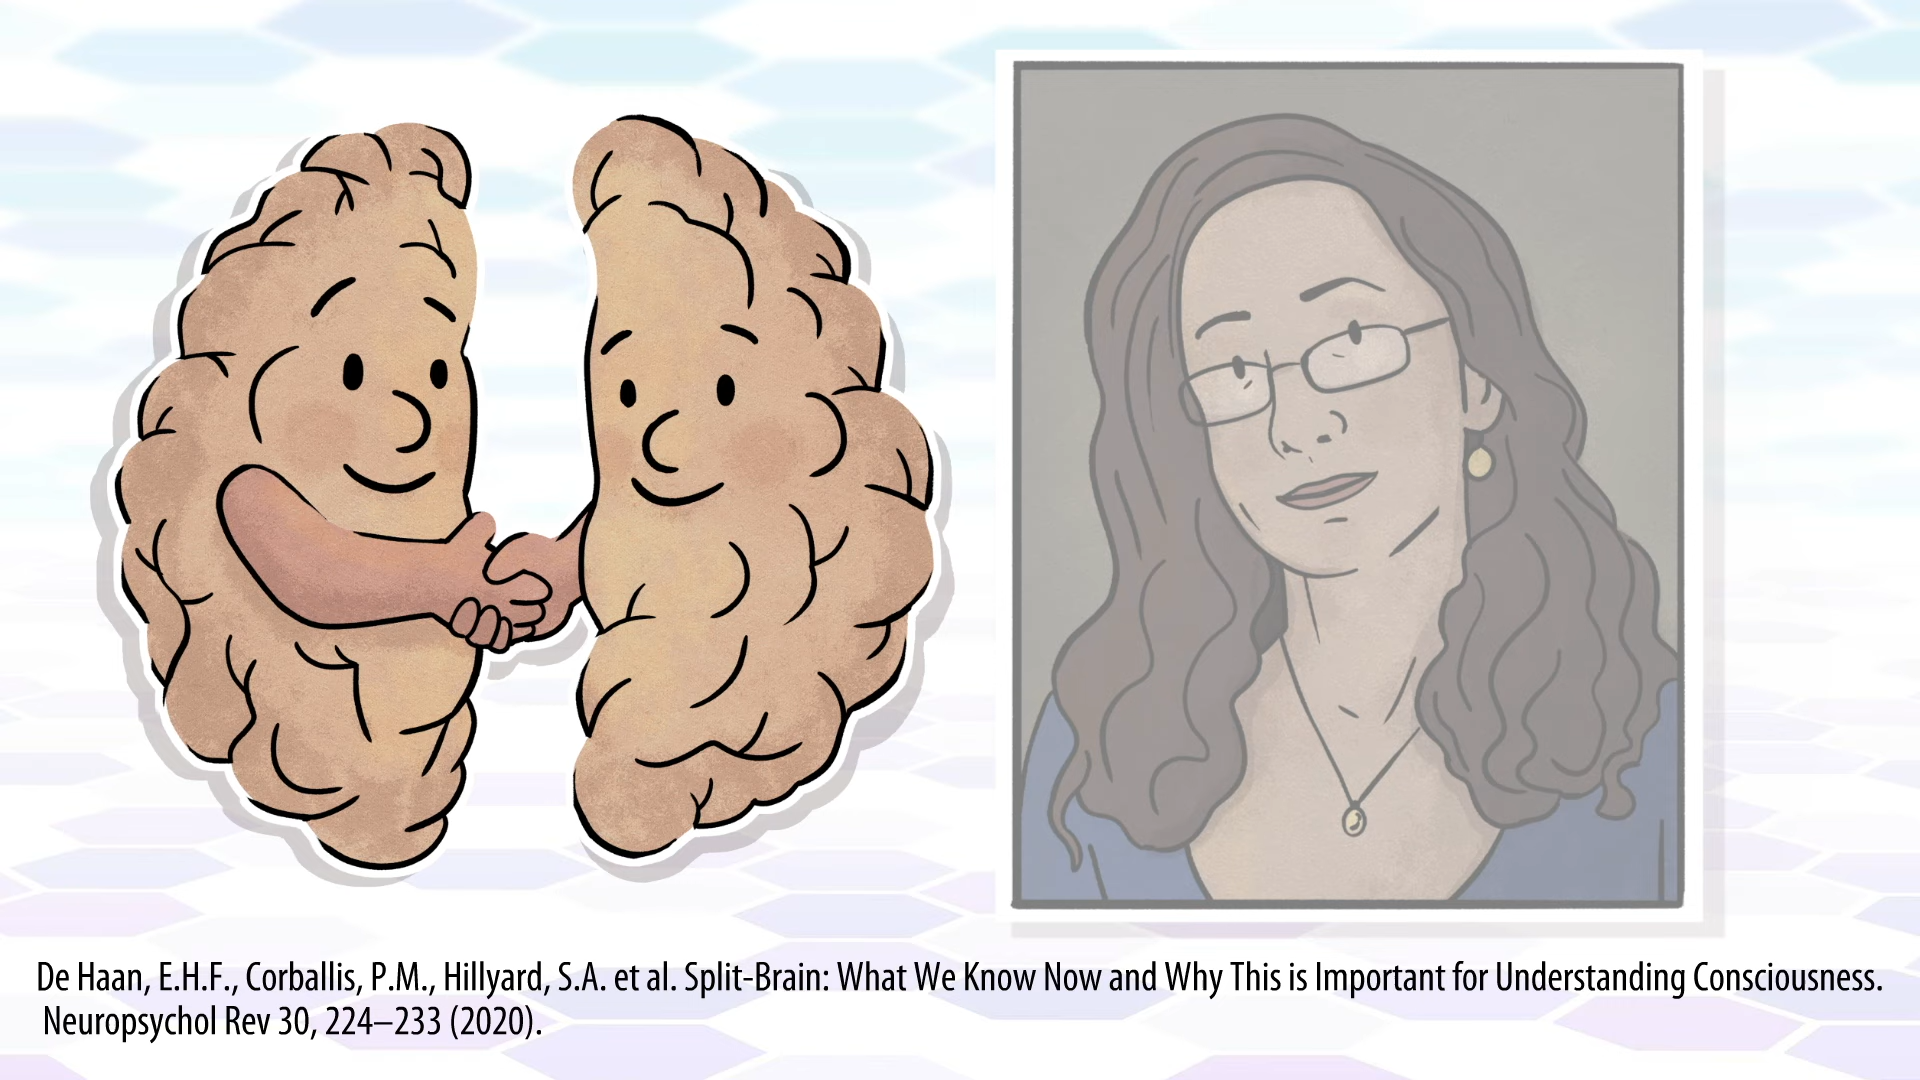 De Haan, E.H.F., Corballis, P.M., Hillyard, S.A. et al. Split-Brain: What We Know Now and Why This is Important for Understanding Consciousness.
Neuropsychol Rev 30, 224–233 (2020).